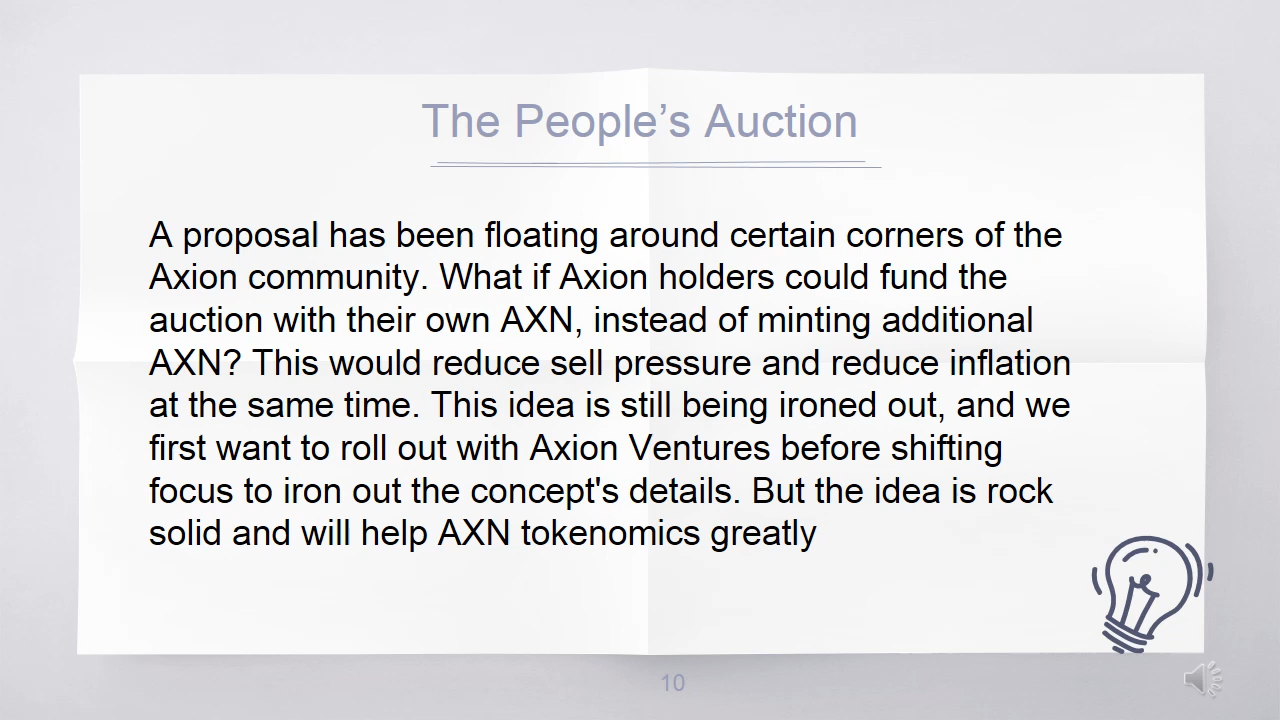 The People’s Auction
A proposal has been floating around certain corners of the
Axion community. What if Axion holders could fund the
auction with their own AXN, instead of minting additional
AXN? This would reduce sell pressure and reduce inflation
at the same time. This idea is still being ironed out, and we
first want to roll out with Axion Ventures before shifting
focus to iron out the concept's details. But the idea is rock
solid and will help AXN tokenomics greatly
10